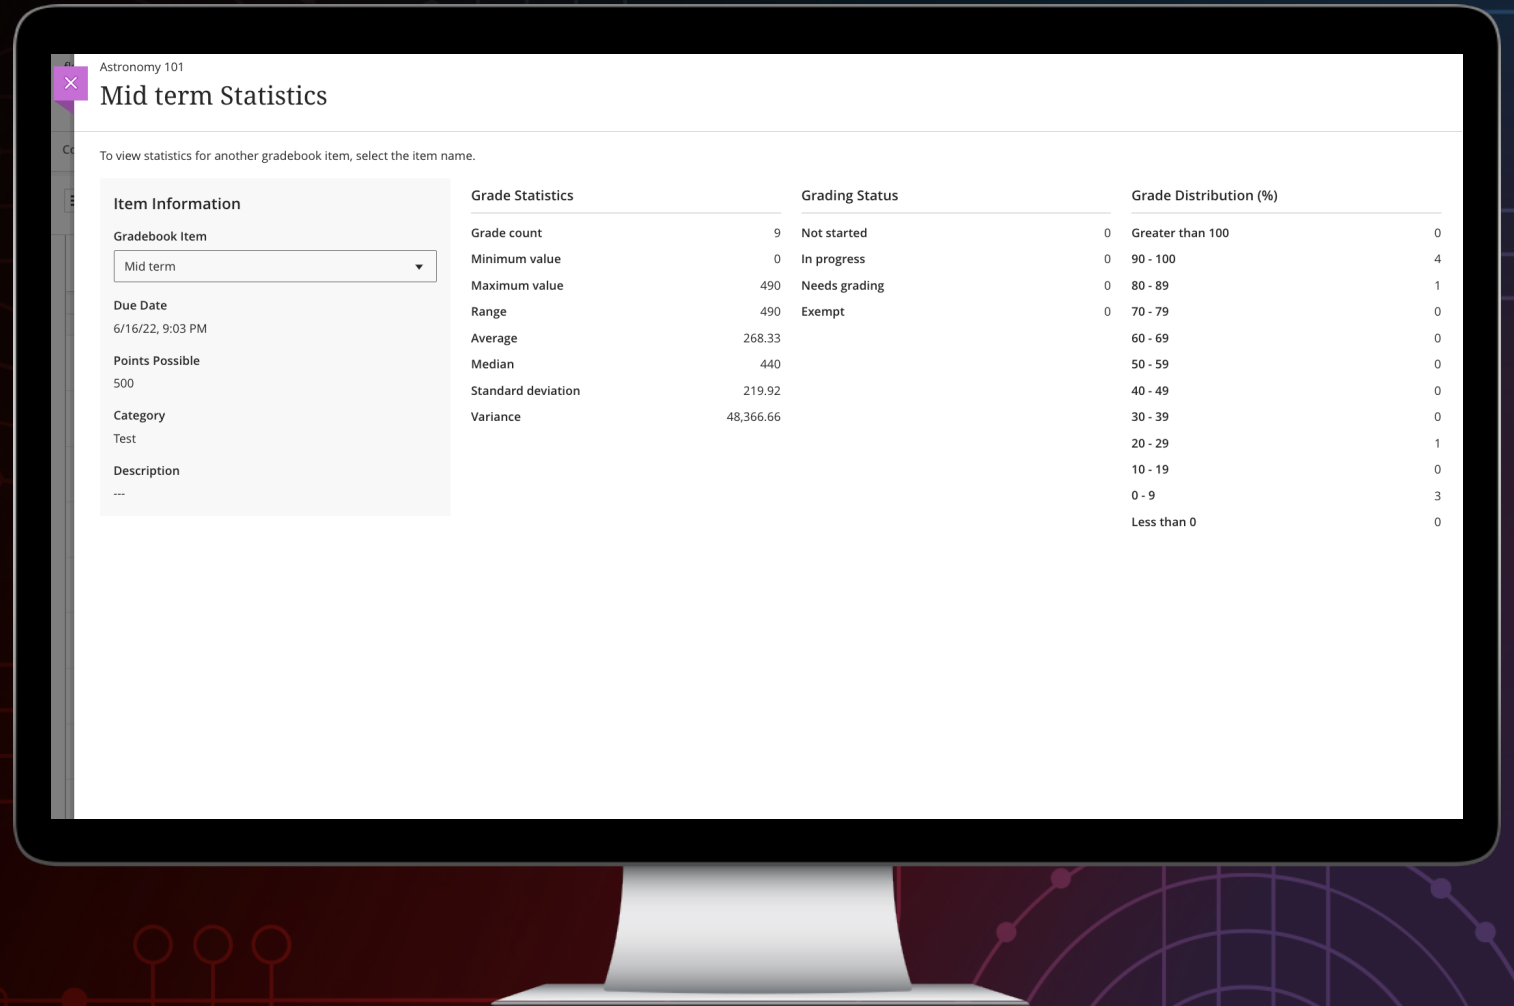 Astronomy 101
Mid term Statistics
To view statistics for another gradebook item, select the item name.
Item Information
Gradebook Item
Mid term
Due Date
6/16/22, 9:03 PM
Points Possible
500
Category
Test
Description
---
Grade Statistics
Grade count 9
Minimum value 0
Maximum value 490
Range 490
Average 268.33
Median 440
Standard deviation 219.92
Variance 48,366.66
Grading Status
Not started 0
In progress 0
Needs grading 0
Exempt 0
Grade Distribution (%)
Greater than 100 0
90 - 100 4
80 - 89 1
70 - 79 0
60 - 69 0
50 - 59 0
40 - 49 0
30 - 39 0
20 - 29 1
10 - 19 0
0 - 9 3
Less than 0 0